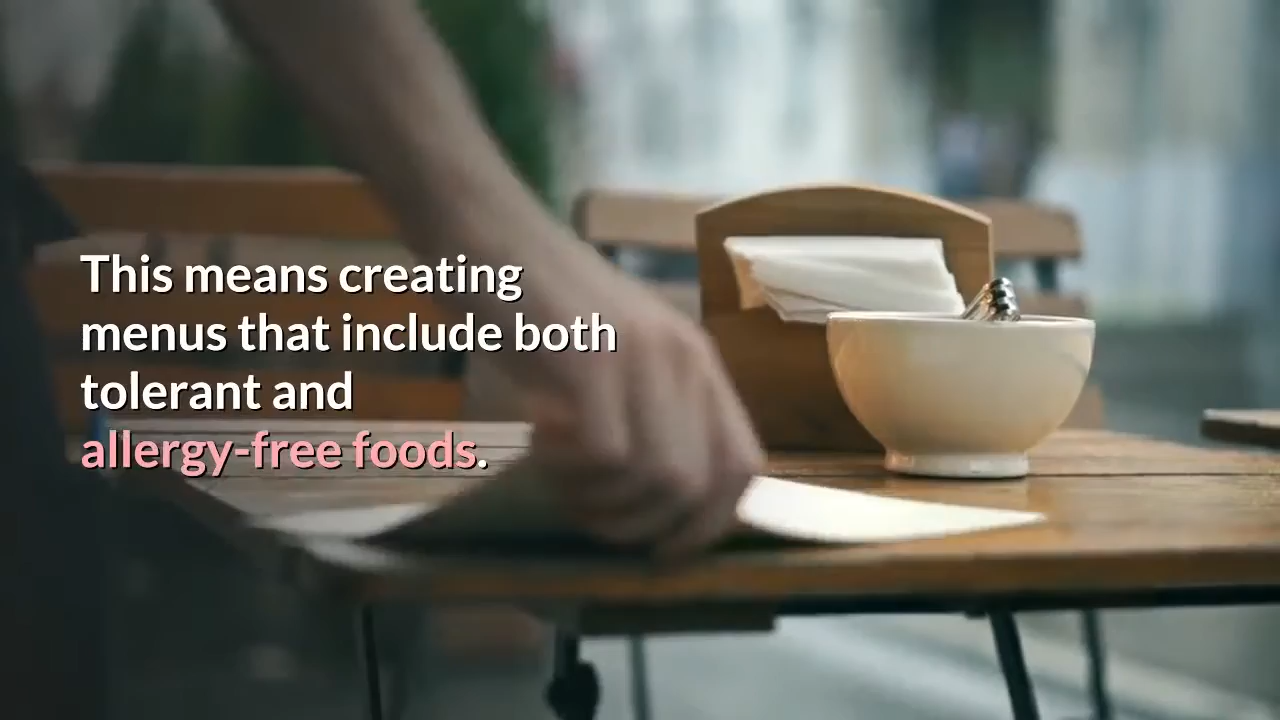 This means creating
menus that include both
tolerant and
allergy-free foods.